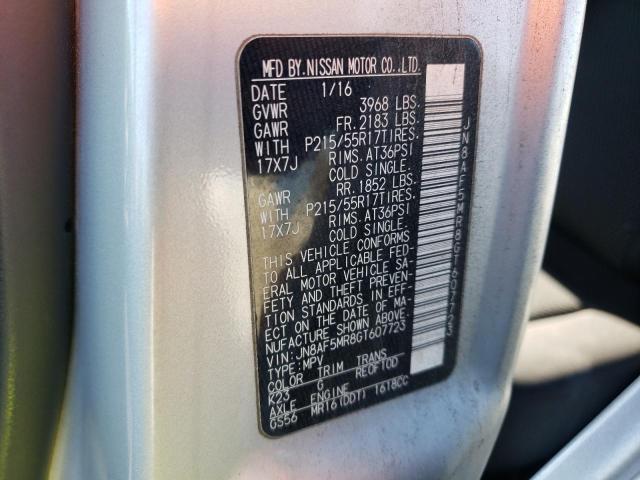 MFD BY.NISSAN MOTOR CO.,LTD.
DATE 1/16
GVWR 3968 LBS.
GAWR FR. 2183 LBS.
WITH P215/55R17TIRES.
17X7J RIMS. AT36PSI
COLD SINGLE.
GAWR RR. 1852 LBS.
WITH P215/55R17TIRES.
17X7J RIMS. AT36PSI
COLD SINGLE.
THIS VEHICLE CONFORMS
TO ALL APPLICABLE FED-
ERAL MOTOR VEHICLE SA-
FETY AND THEFT PREVEN-
TION STANDARDS IN EFF-
ECT ON THE DATE OF MA-
NUFACTURE SHOWN ABOVE.
VIN:JN8AF5MR8GT607723
TYPE:MPV
COLOR TRIM TRANS
K23 G RE0F10D
AXLE ENGINE
GS56 MR16(DDT) 1618CC
JN8AF5MR8GT607723